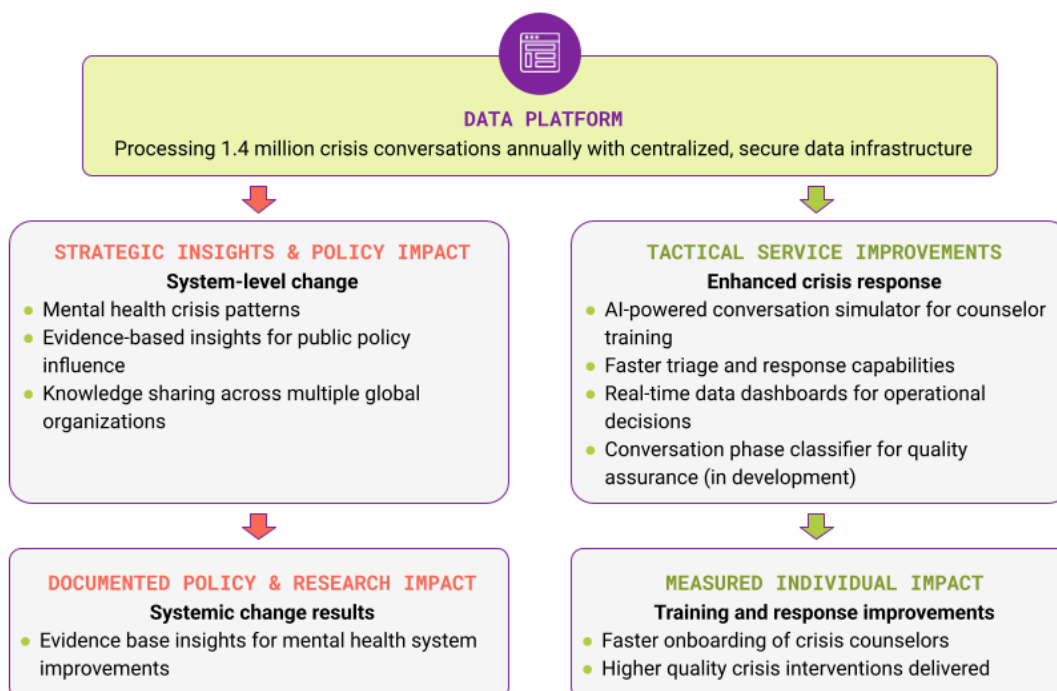 DATA PLATFORM
Processing 1.4 million crisis conversations annually with centralized, secure data infrastructure
STRATEGIC INSIGHTS & POLICY IMPACT
System-level change
Mental health crisis patterns
Evidence-based insights for public policy
influence
Knowledge sharing across multiple global
organizations
TACTICAL SERVICE IMPROVEMENTS
Enhanced crisis response
AI-powered conversation simulator for counselor
training
Faster triage and response capabilities
Real-time data dashboards for operational
decisions
Conversation phase classifier for quality
assurance (in development)
DOCUMENTED POLICY & RESEARCH IMPACT
Systemic change results
Evidence base insights for mental health system
improvements
MEASURED INDIVIDUAL IMPACT
Training and response improvements
Faster onboarding of crisis counselors
Higher quality crisis interventions delivered